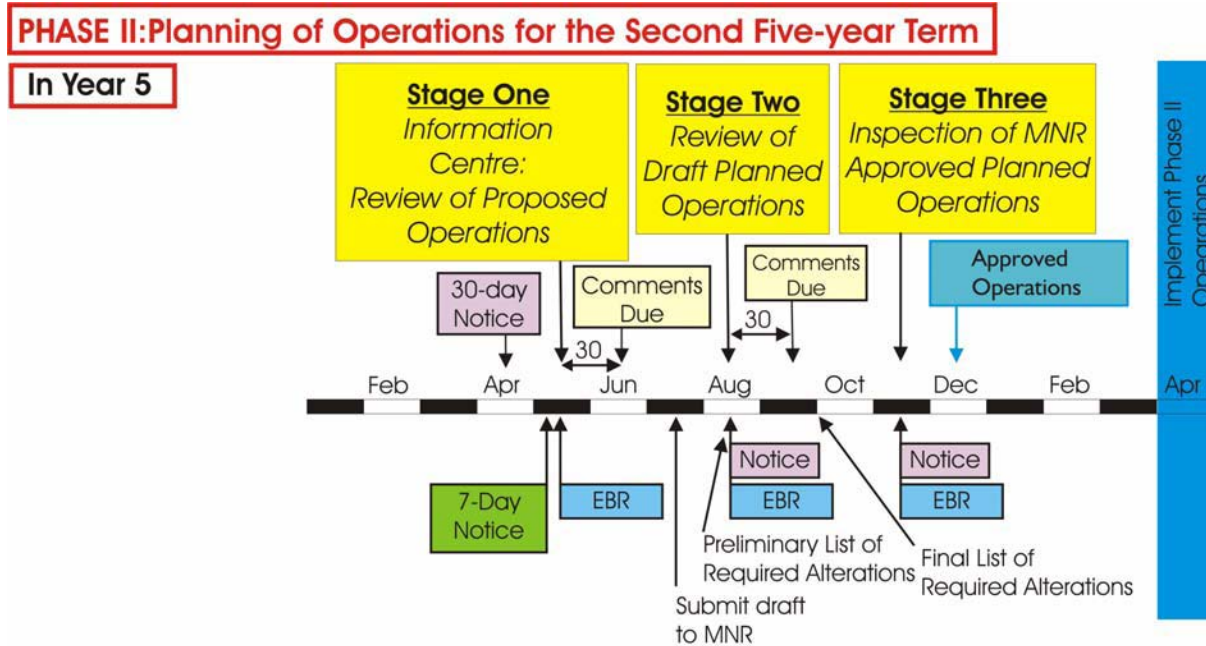 PHASE II:Planning of Operations for the Second Five-year Term
In Year 5
Stage One
Information
Centre:
Review of Proposed
Operations
Stage Two
Review of
Draft Planned
Operations
Stage Three
Inspection of MNR
Approved Planned
Operations
Implement Phase II
Opegrations
30-day
Notice
Comments
Due
Comments
Due
Approved
Operations
30
30
Feb
Apr
Jun
Aug
Oct
Dec
Feb
Apr
7-Day
Notice
EBR
Notice
EBR
Notice
EBR
Preliminary List of
Required Alterations
Final List of
Required Alterations
Submit draft
to MNR